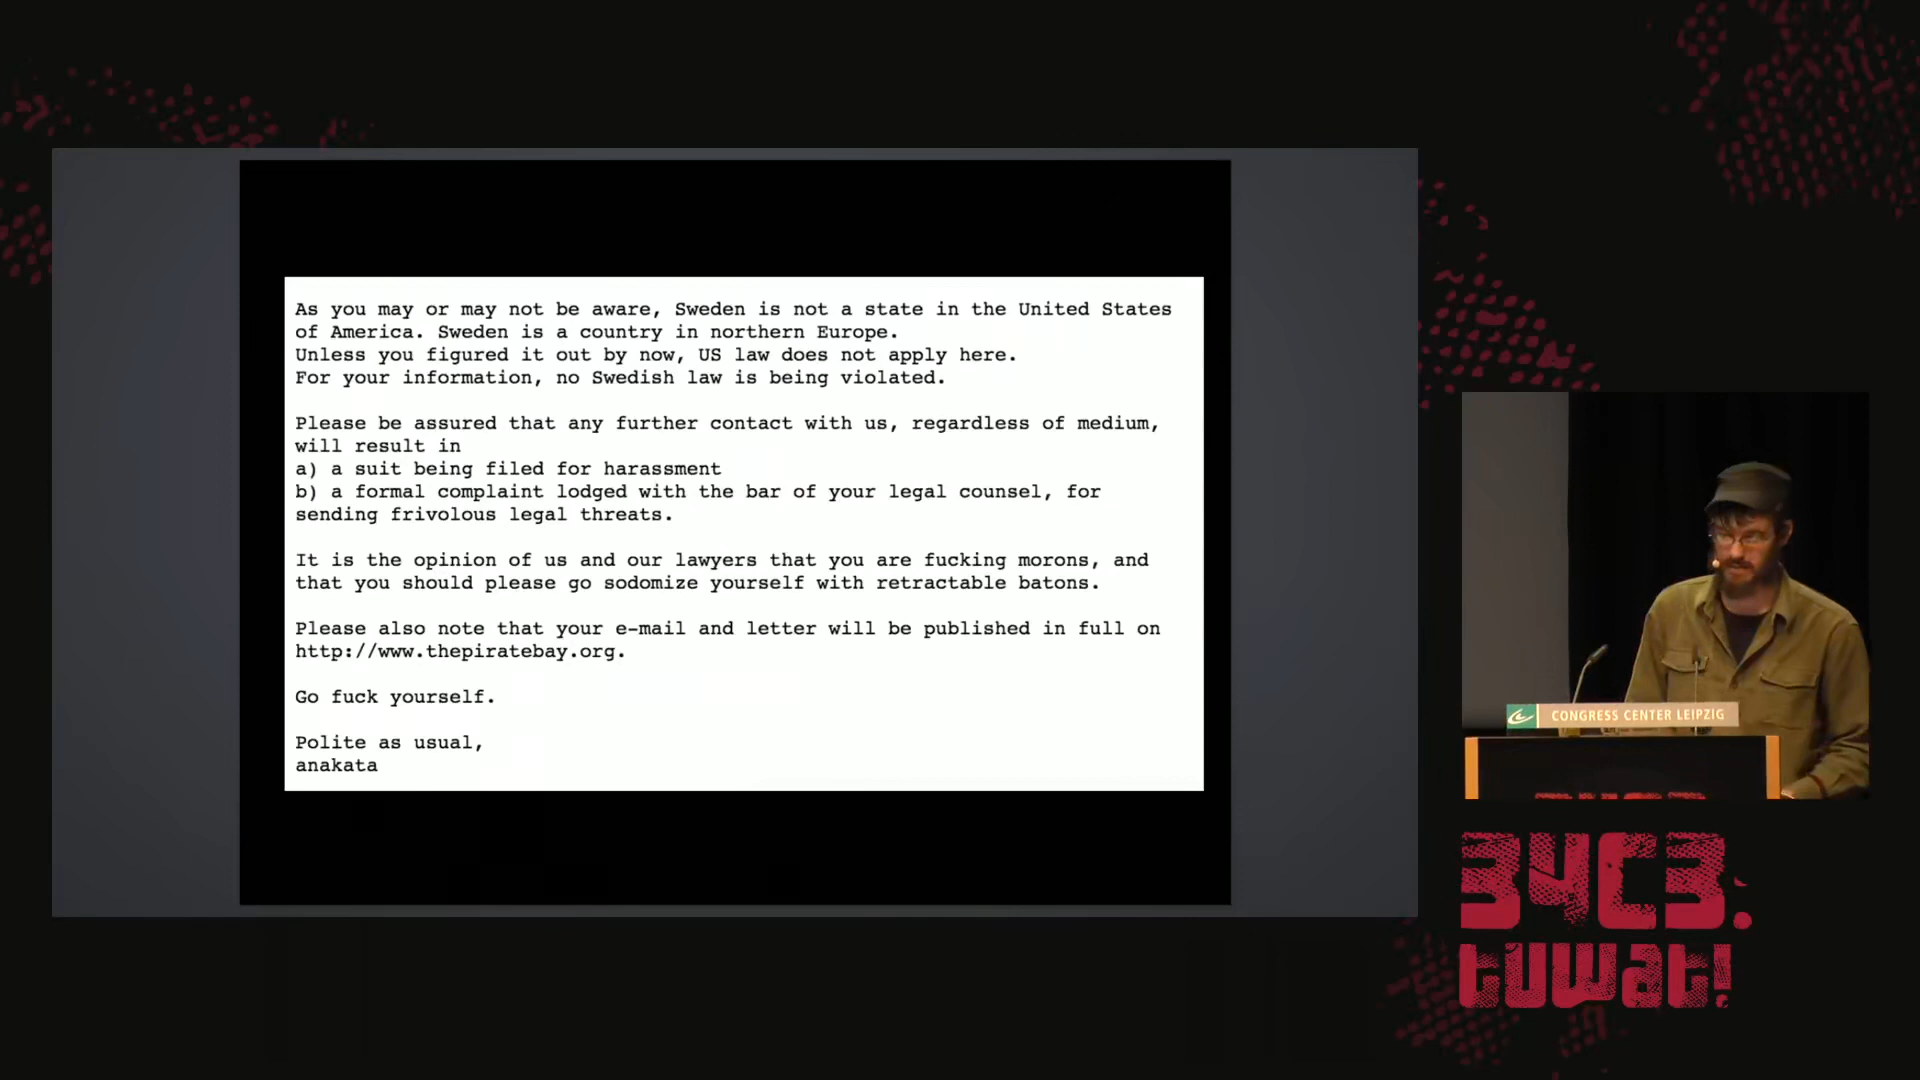 As you may or may not be aware, Sweden is not a state in the United States
of America. Sweden is a country in northern Europe.
Unless you figured it out by now, US law does not apply here.
For your information, no Swedish law is being violated.
Please be assured that any further contact with us, regardless of medium,
will result in
a) a suit being filed for harassment
b) a formal complaint lodged with the bar of your legal counsel, for
sending frivolous legal threats.
It is the opinion of us and our lawyers that you are fucking morons, and
that you should please go sodomize yourself with retractable batons.
Please also note that your e-mail and letter will be published in full on
http://www.thepiratebay.org.
Go fuck yourself.
Polite as usual,
anakata
CONGRESS CENTER LEIPZIG
34C3.
tuwat!